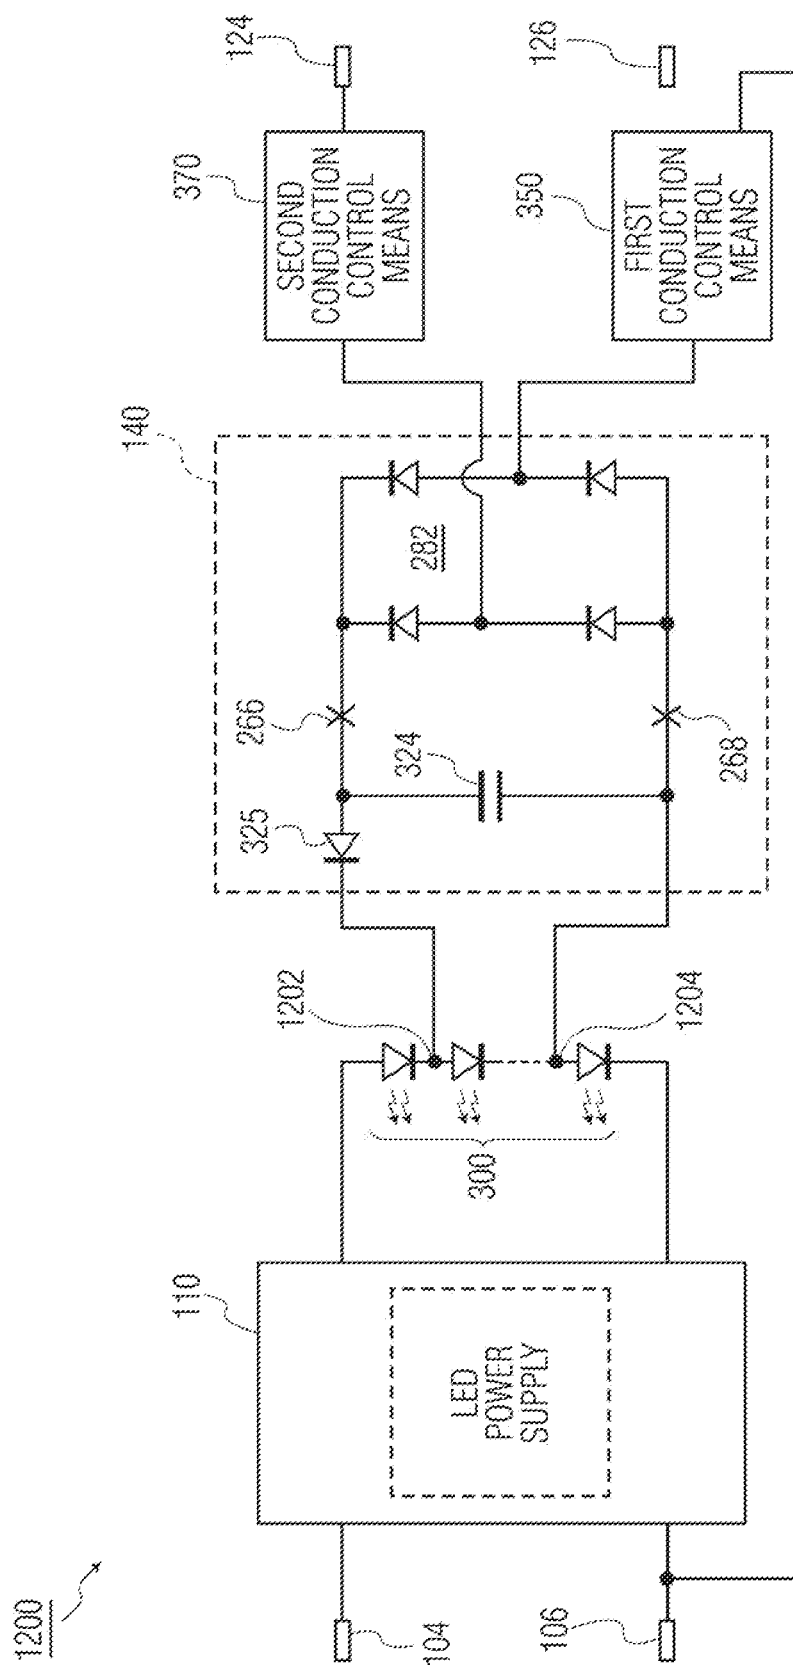 1200
104
106
110
LED
POWER
SUPPLY
300
1202
1204
140
325
324
266
268
282
370
SECOND
CONDUCTION
CONTROL
MEANS
350
FIRST
CONDUCTION
CONTROL
MEANS
124
126